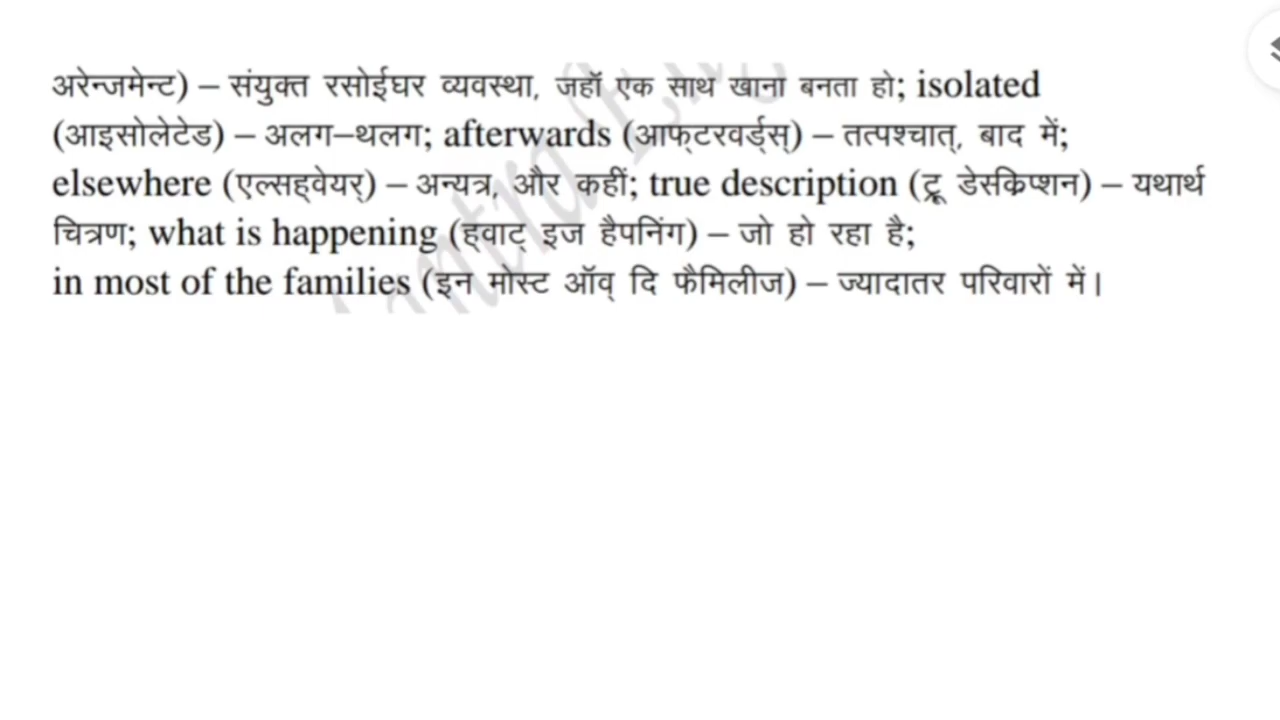 अरेन्जमेन्ट) – संयुक्त रसोईघर व्यवस्था, जहाॅ एक साथ खाना बनता हो; isolated
(आइसोलेटेड) – अलग–थलग; afterwards (आफ्टरवर्ड्स्) – तत्पश्चात्, बाद में;
elsewhere (एल्सह्वेयर्) – अन्यत्र, और कहीं; true description (ट्रू डेसकिप्शन) – यथार्थ
चित्रण; what is happening (ह्वाट् इज हैपनिंग) – जो हो रहा है;
in most of the families (इन मोस्ट ऑव् दि फैमिलीज) – ज्यादातर परिवारों में।